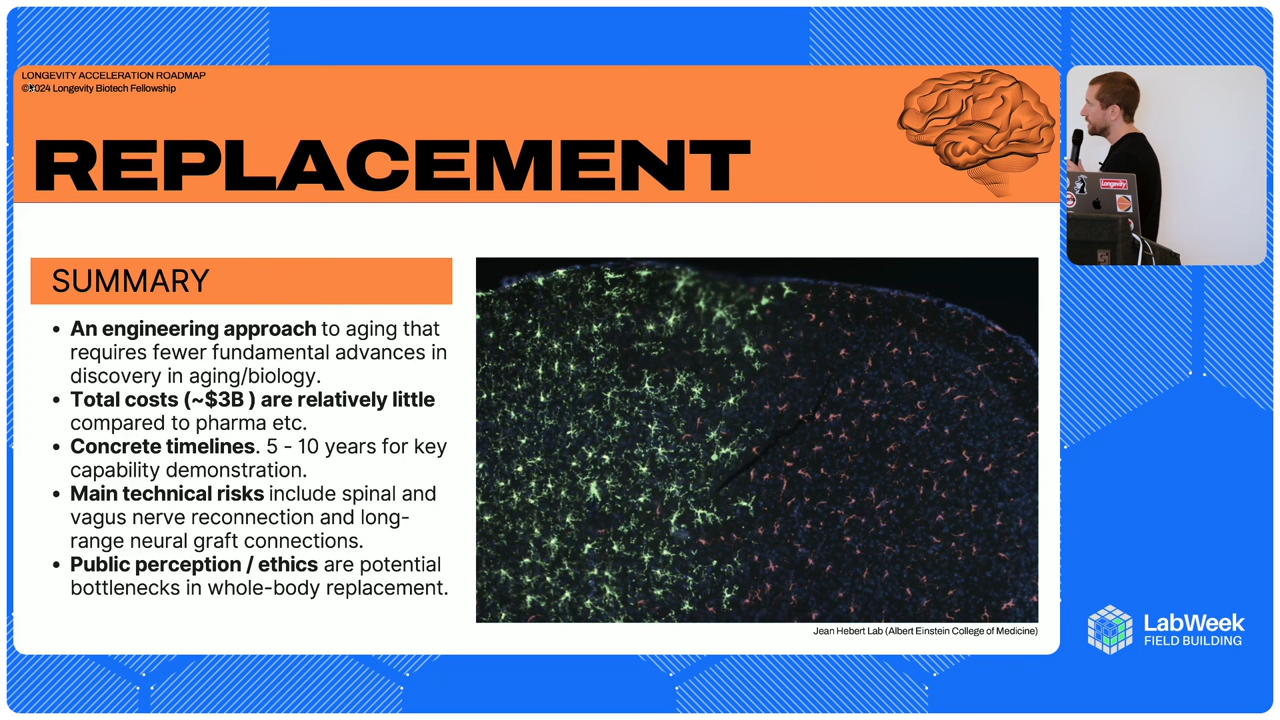 LONGEVITY ACCELERATION ROADMAP
©2024 Longevity Biotech Fellowship
REPLACEMENT
SUMMARY
• An engineering approach to aging that
requires fewer fundamental advances in
discovery in aging/biology.
• Total costs (~$3B ) are relatively little
compared to pharma etc.
• Concrete timelines. 5 - 10 years for key
capability demonstration.
• Main technical risks include spinal and
vagus nerve reconnection and long-
range neural graft connections.
• Public perception / ethics are potential
bottlenecks in whole-body replacement.
Jean Hebert Lab (Albert Einstein College of Medicine)
Longevity
LabWeek
FIELD BUILDING